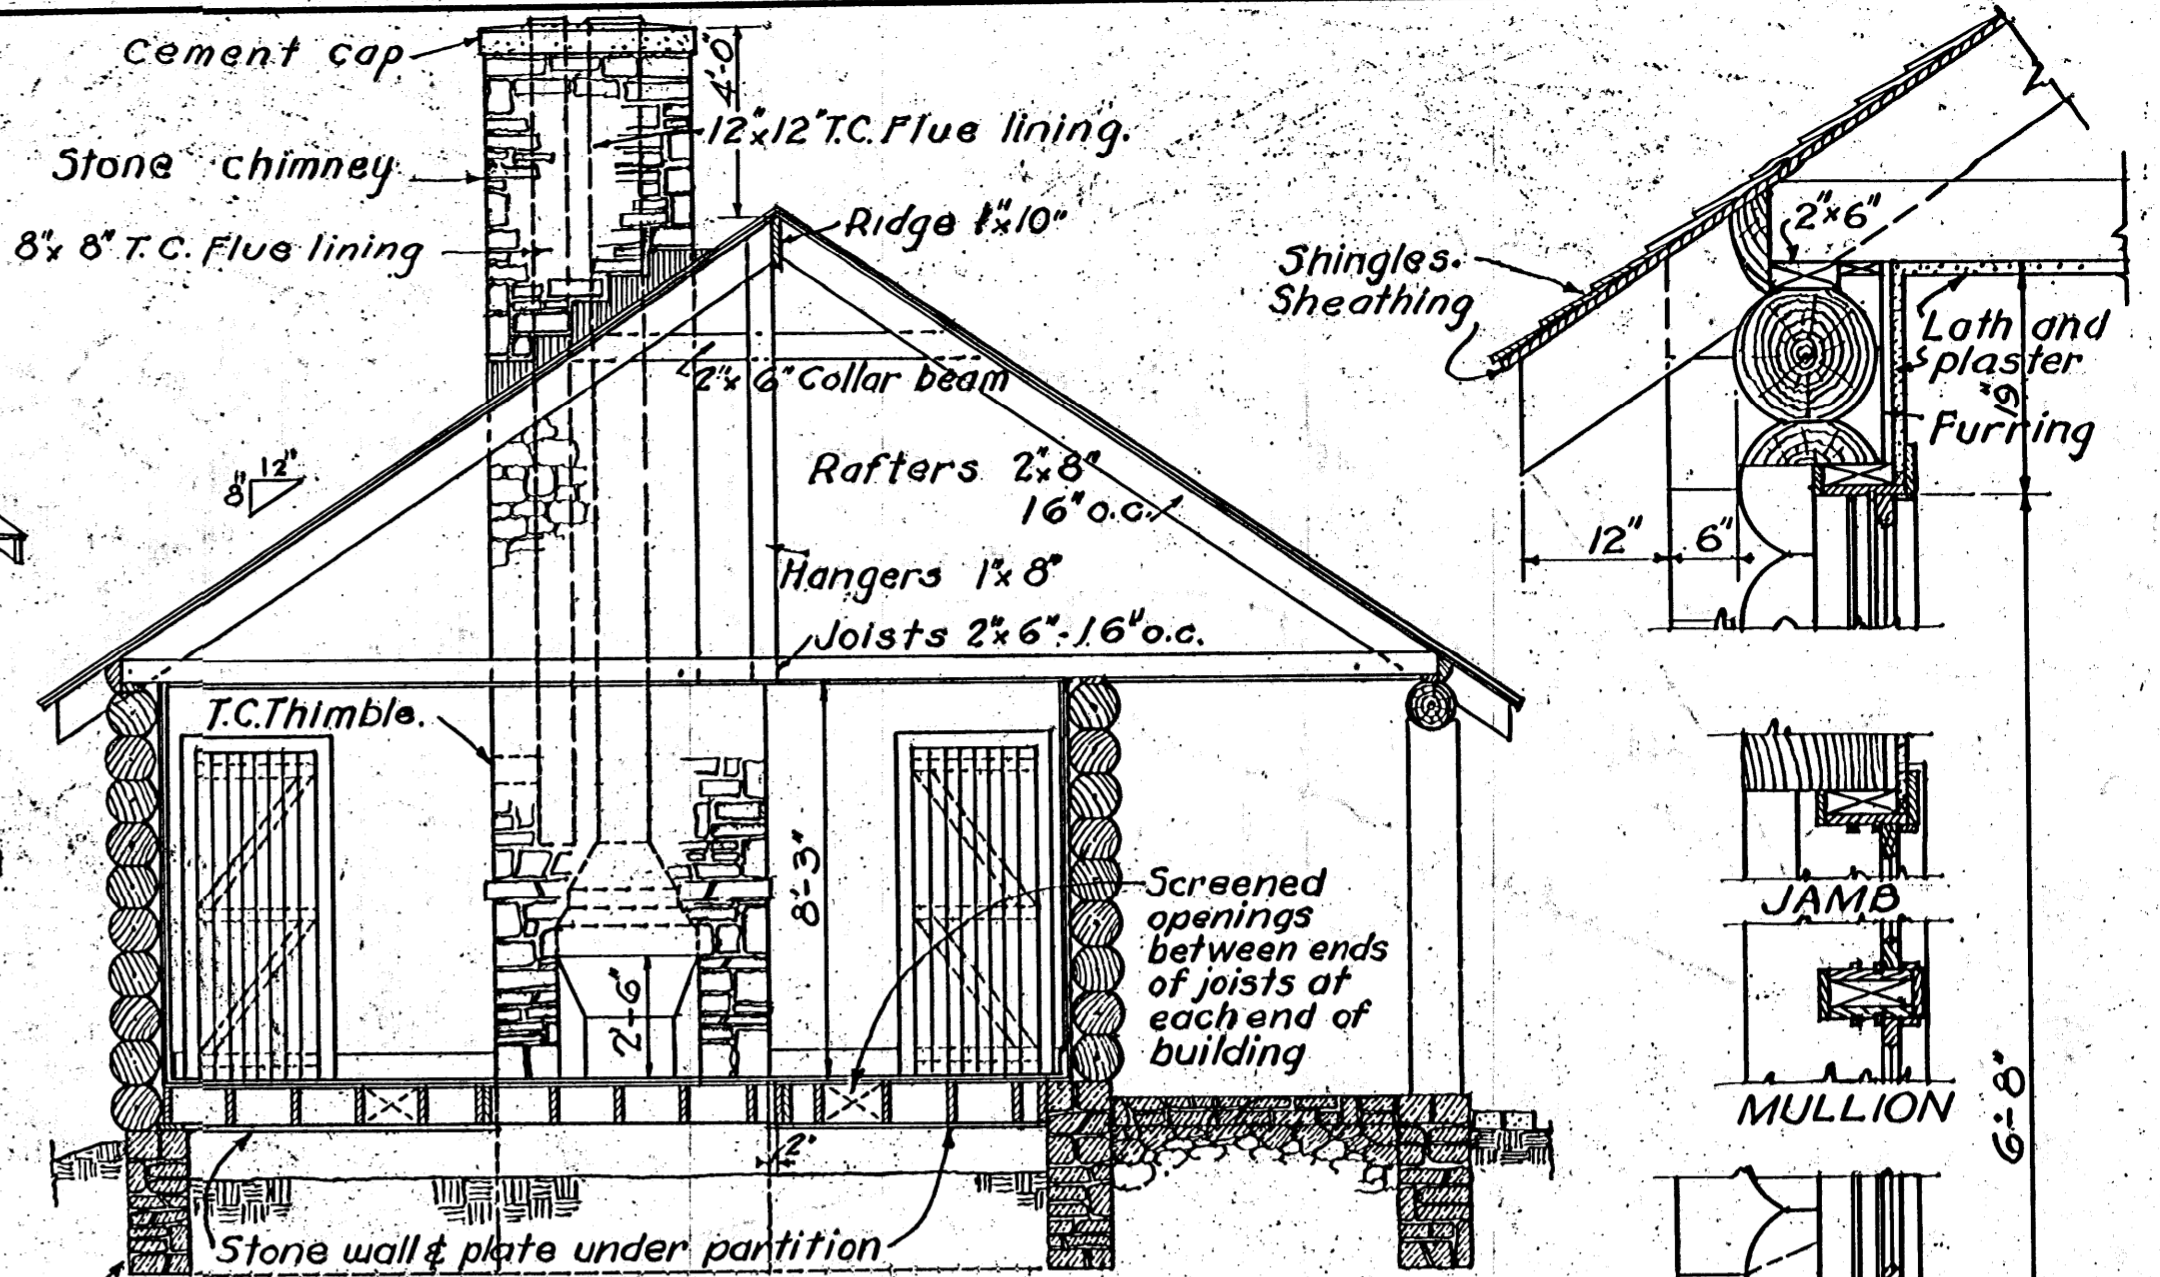 Cement cap
4'-0"
12"x12" T.C. Flue lining.
Stone chimney
8"x 8" T.C. Flue lining
Ridge 1"x10"
2"x 6" Collar beam
12"
8"
Rafters 2"x 8"
16" o.c.
Hangers 1"x 8"
Joists 2"x 6"-16" o.c.
T.C. Thimble.
8'-3"
2'-6"
Screened
openings
between ends
of joists at
each end of
building
2"
Stone wall & plate under partition
2"x6"
Shingles.
Sheathing
Lath and
plaster
19"
Furring
12"
6"
JAMB
MULLION
6'-8"